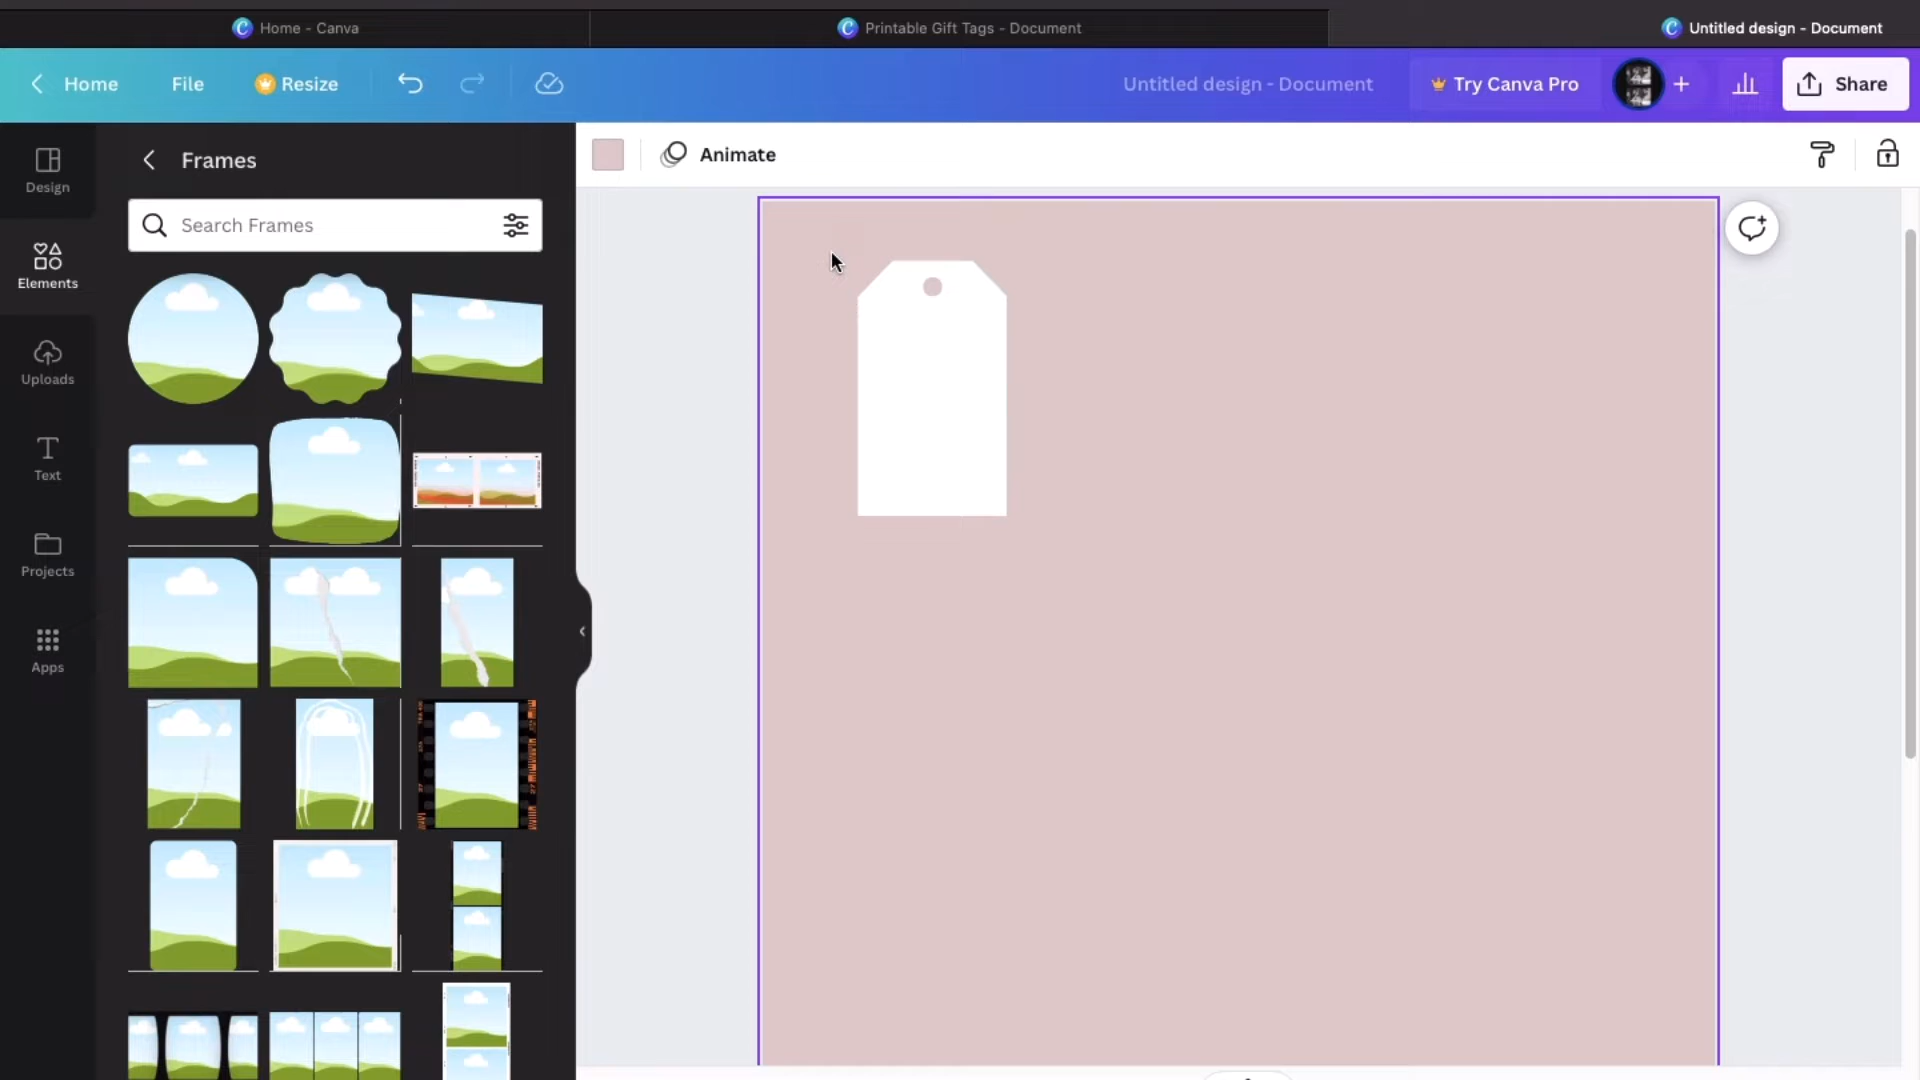 Home - Canva
Printable Gift Tags - Document
Untitled design - Document
Home
File
Resize
Untitled design - Document
Try Canva Pro
Share
Design
Elements
Uploads
Text
Projects
Apps
Frames
Search Frames
Animate